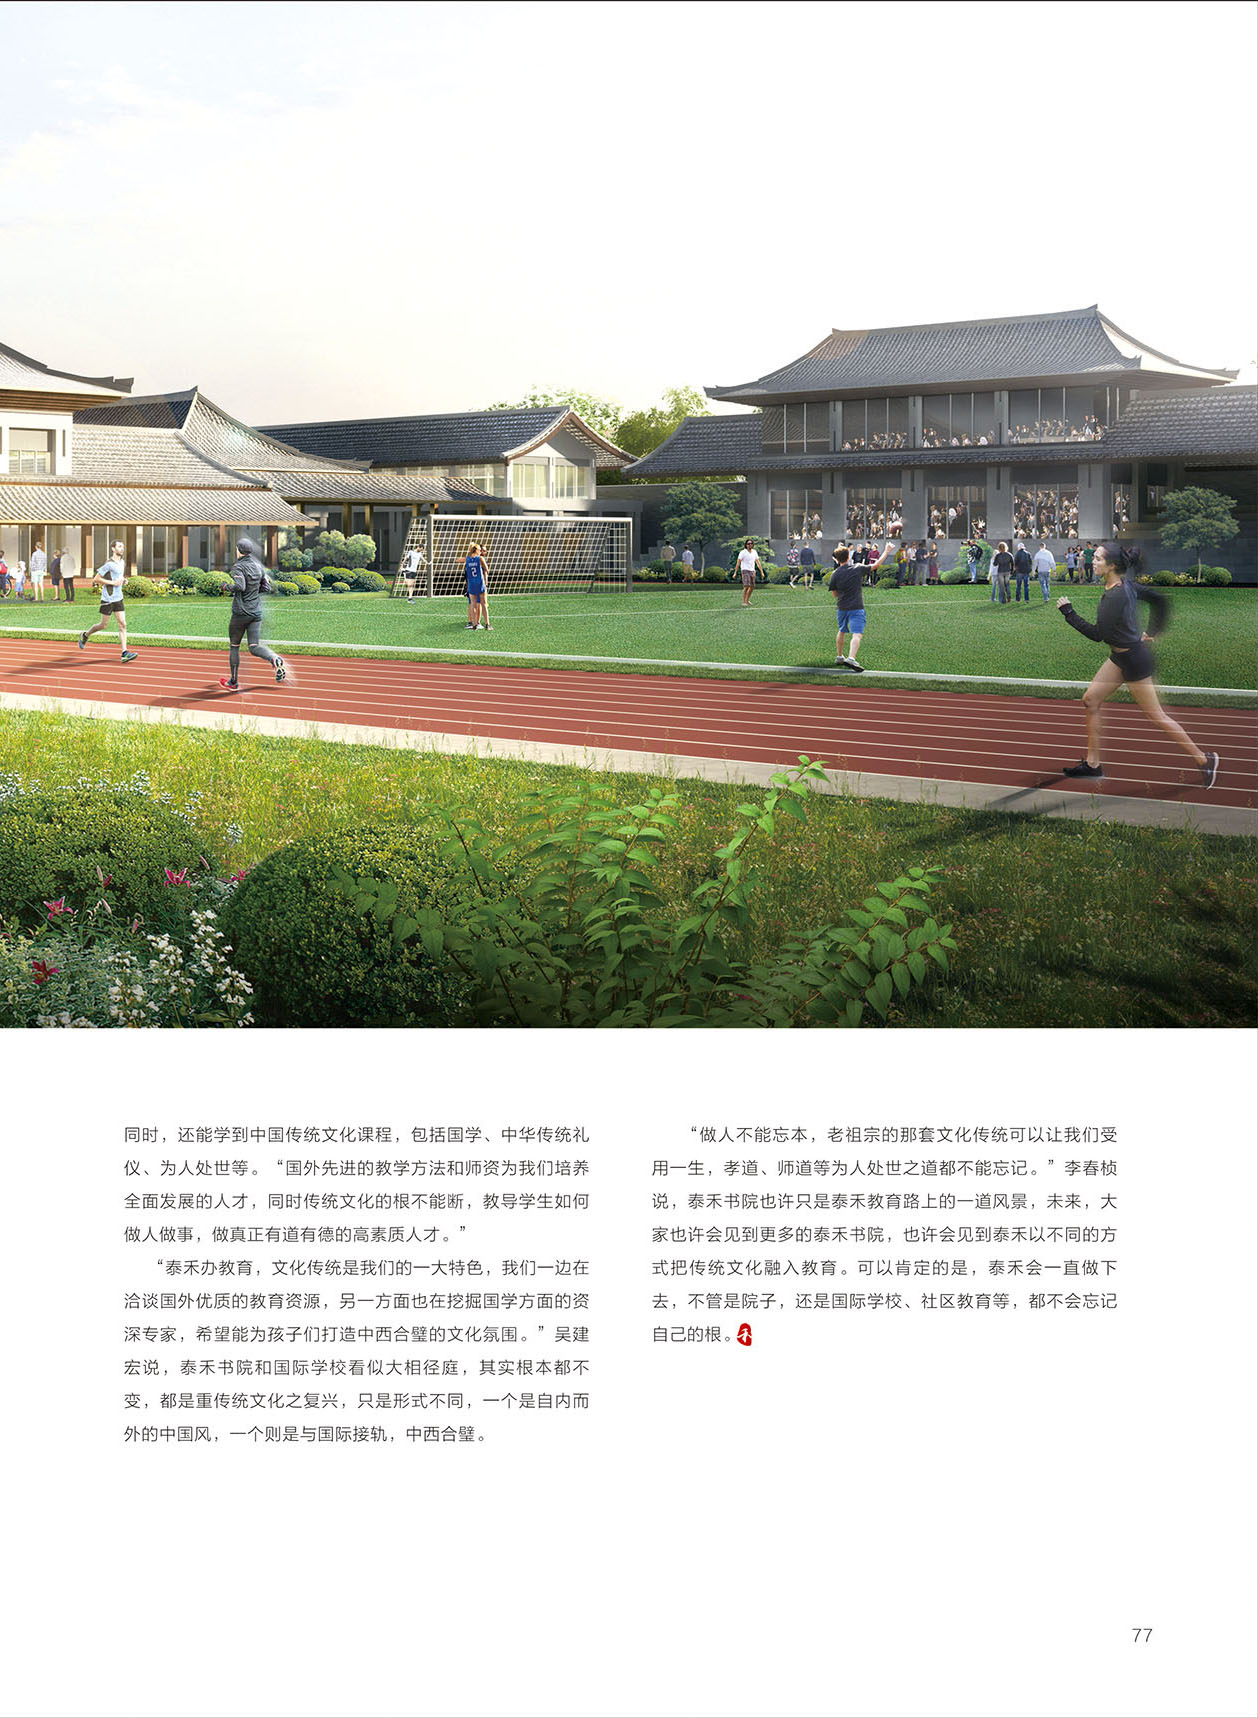 同时，还能学到中国传统文化课程，包括国学、中华传统礼
仪、为人处世等。“国外先进的教学方法和师资为我们培养
全面发展的人才，同时传统文化的根不能断，教导学生如何
做人做事，做真正有道有德的高素质人才。”
“泰禾办教育，文化传统是我们的一大特色，我们一边在
洽谈国外优质的教育资源，另一方面也在挖掘国学方面的资
深专家，希望能为孩子们打造中西合璧的文化氛围。”吴建
宏说，泰禾书院和国际学校看似大相径庭，其实根本都不
变，都是重传统文化之复兴，只是形式不同，一个是自内而
外的中国风，一个则是与国际接轨，中西合璧。
“做人不能忘本，老祖宗的那套文化传统可以让我们受
用一生，孝道、师道等为人处世之道都不能忘记。”李春桢
说，泰禾书院也许只是泰禾教育路上的一道风景，未来，大
家也许会见到更多的泰禾书院，也许会见到泰禾以不同的方
式把传统文化融入教育。可以肯定的是，泰禾会一直做下
去，不管是院子，还是国际学校、社区教育等，都不会忘记
自己的根。禾
2
77